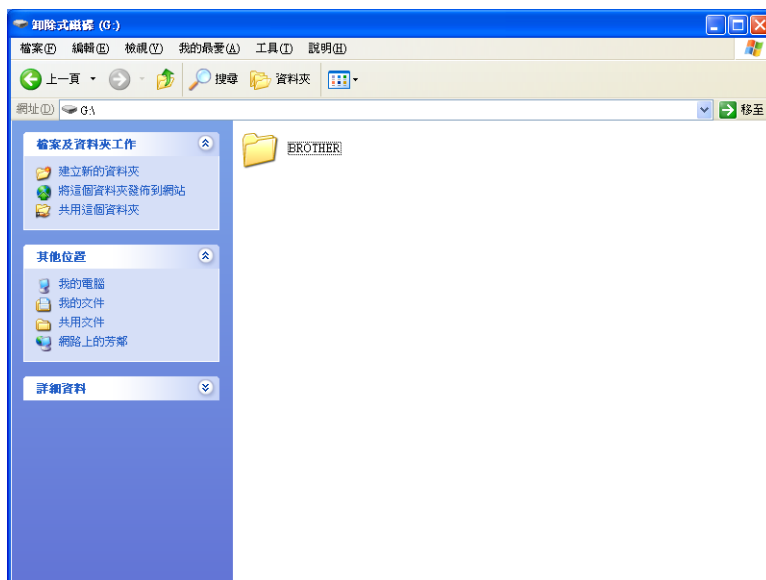 卸除式磁碟 (G:)
檔案(F) 編輯(E) 檢視(V) 我的最愛(A) 工具(T) 說明(H)
上一頁 搜尋 資料夾
網址(D) G:\ 移至
檔案及資料夾工作
建立新的資料夾
將這個資料夾發佈到網站
共用這個資料夾
其他位置
我的電腦
我的文件
共用文件
網路上的芳鄰
詳細資料
BROTHER